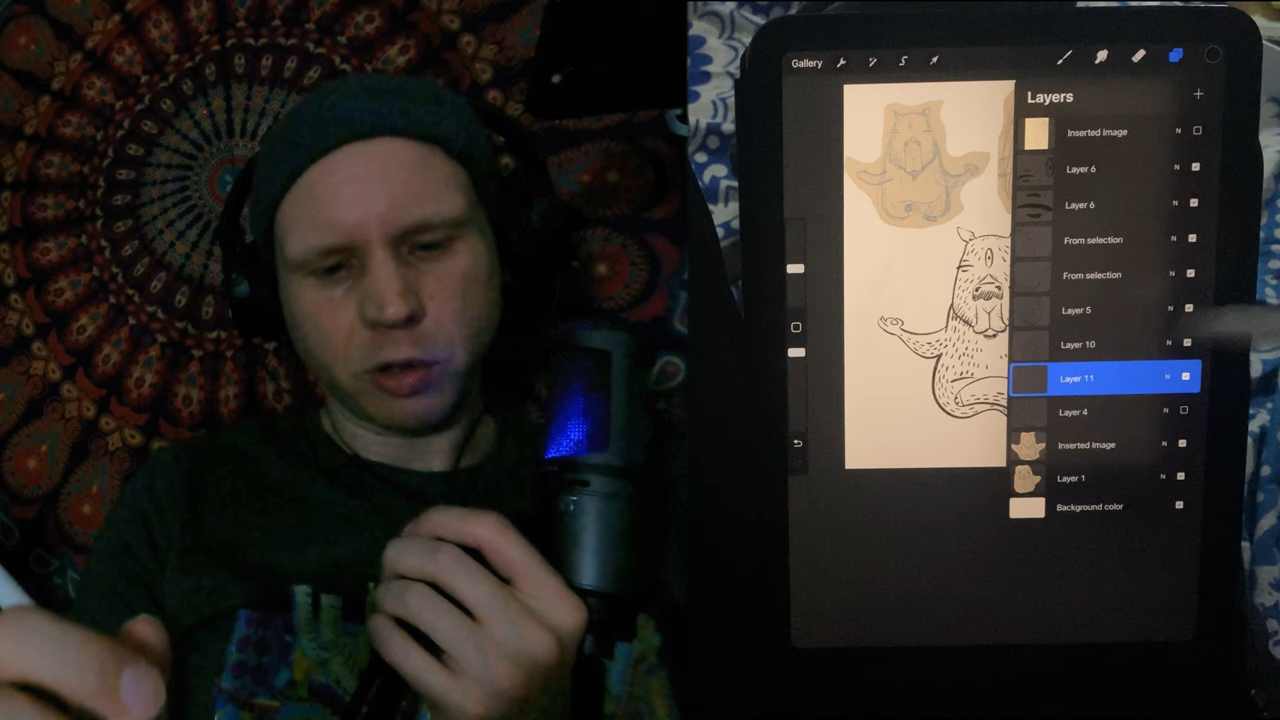 Gallery
Layers
Inserted Image N
Layer 6 N
Layer 6 N
From selection N
From selection N
Layer 5 N
Layer 10 N
Layer 11 N
Layer 4 N
Inserted Image N
Layer 1 N
Background color